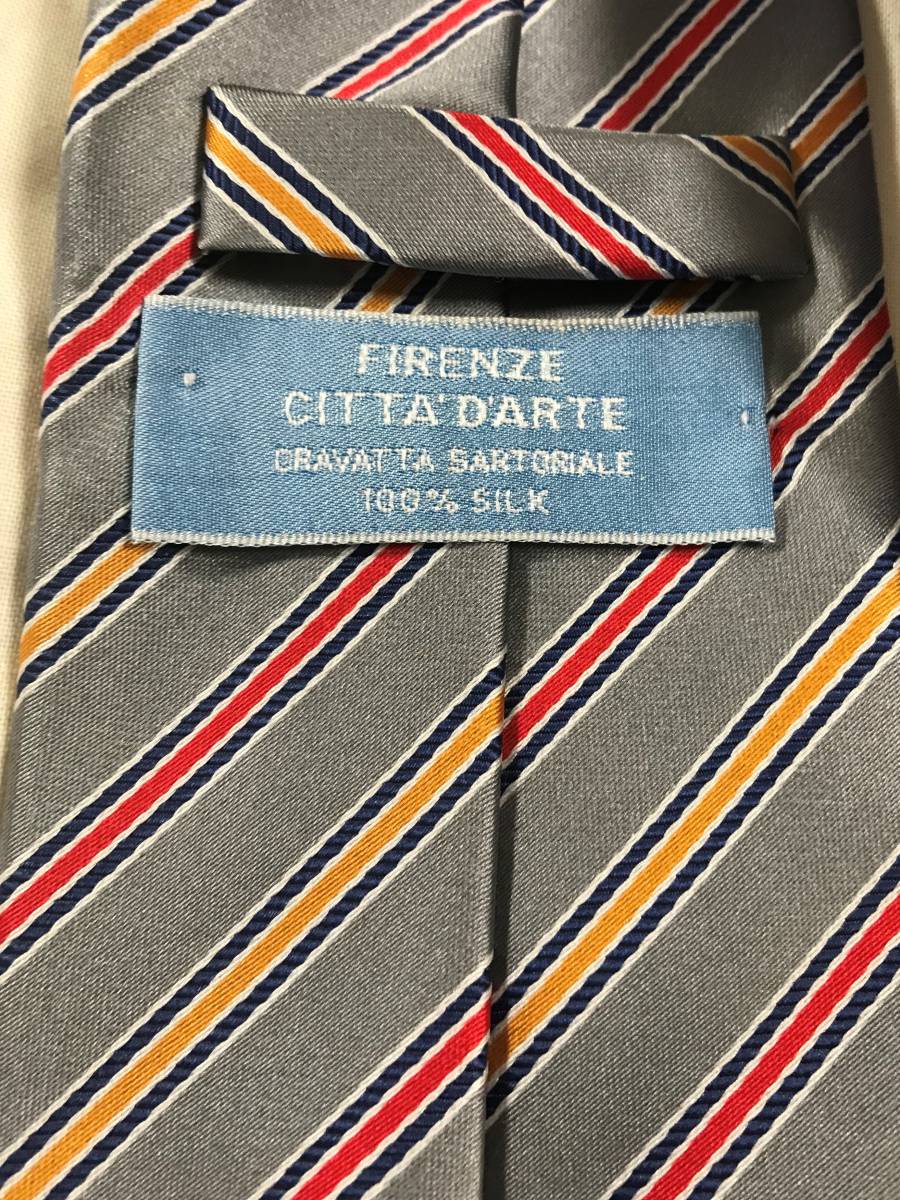 FIRENZE
CITTA'D'ARTE
CRAVATTA SARTORIALE
100% SILK